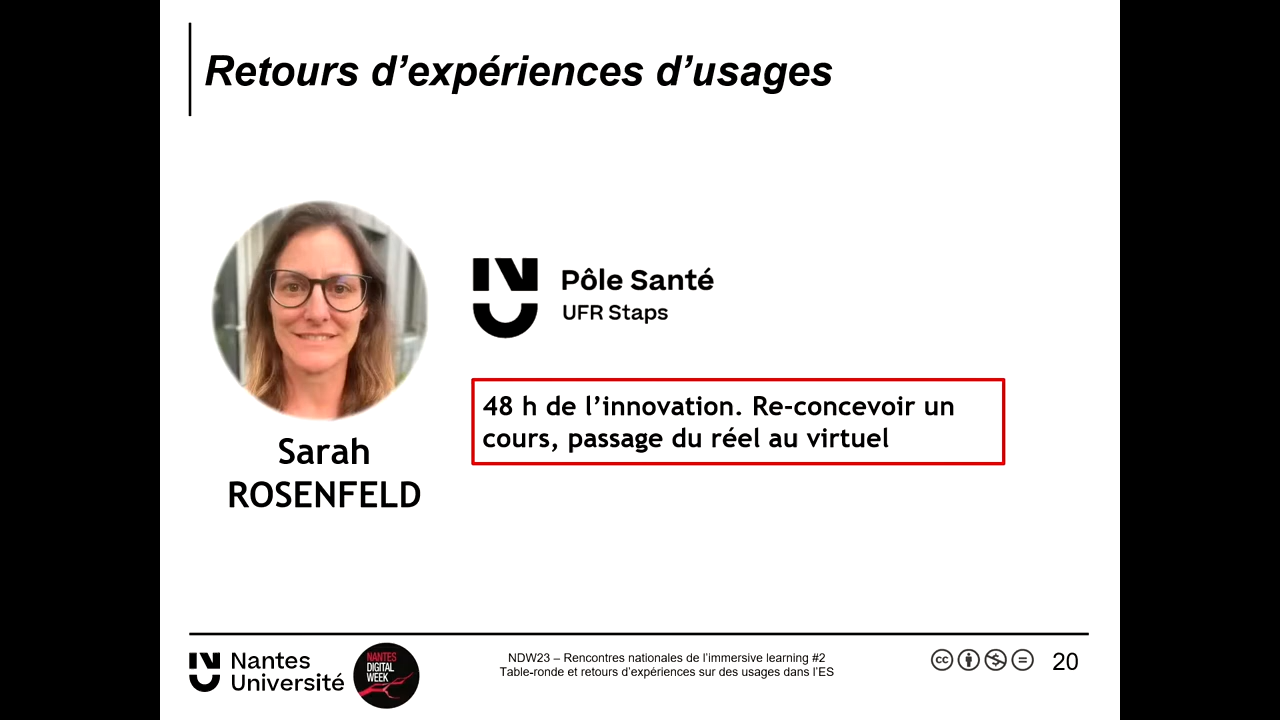 Retours d’expériences d’usages
Sarah
ROSENFELD
NU
Pôle Santé
UFR Staps
48 h de l’innovation. Re-concevoir un
cours, passage du réel au virtuel
Nantes
Université
NANTES
DIGITAL
WEEK
NDW23 – Rencontres nationales de l’immersive learning #2
Table-ronde et retours d’expériences sur des usages dans l’ES
cc
20